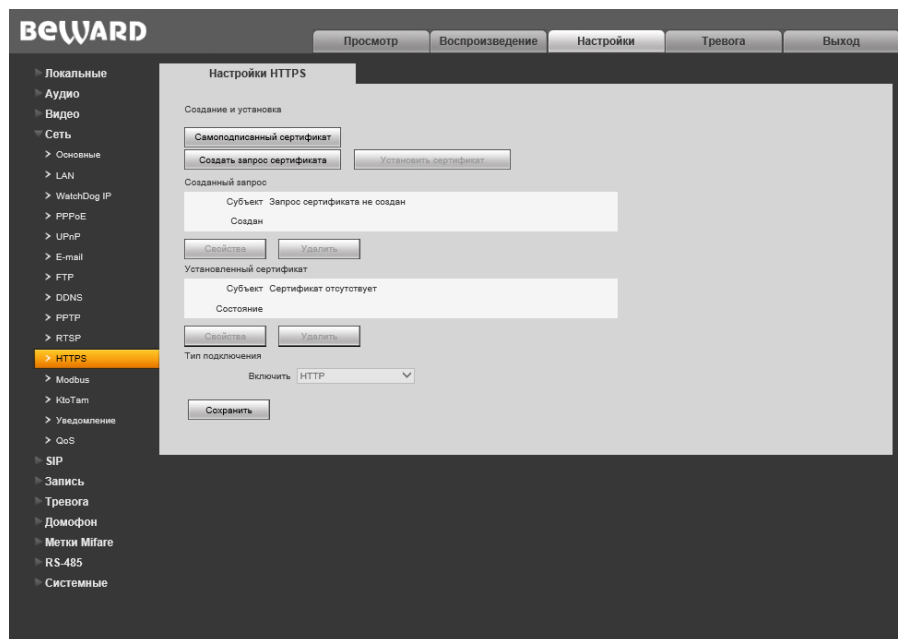 BEWARD
Просмотр Воспроизведение Настройки Тревога Выход
Локальные
Аудио
Видео
Сеть
Основные
LAN
WatchDog IP
PPPoE
UPnP
E-mail
FTP
DDNS
PPTP
RTSP
HTTPS
Modbus
KtoTam
Уведомление
QoS
SIP
Запись
Тревога
Домофон
Метки Mifare
RS-485
Системные
Настройки HTTPS
Создание и установка
Самоподписанный сертификат
Создать запрос сертификата Установить сертификат
Созданный запрос
Субъект Запрос сертификата не создан
Создан
Свойства Удалить
Установленный сертификат
Субъект Сертификат отсутствует
Состояние
Свойства Удалить
Тип подключения
Включить HTTP
Сохранить